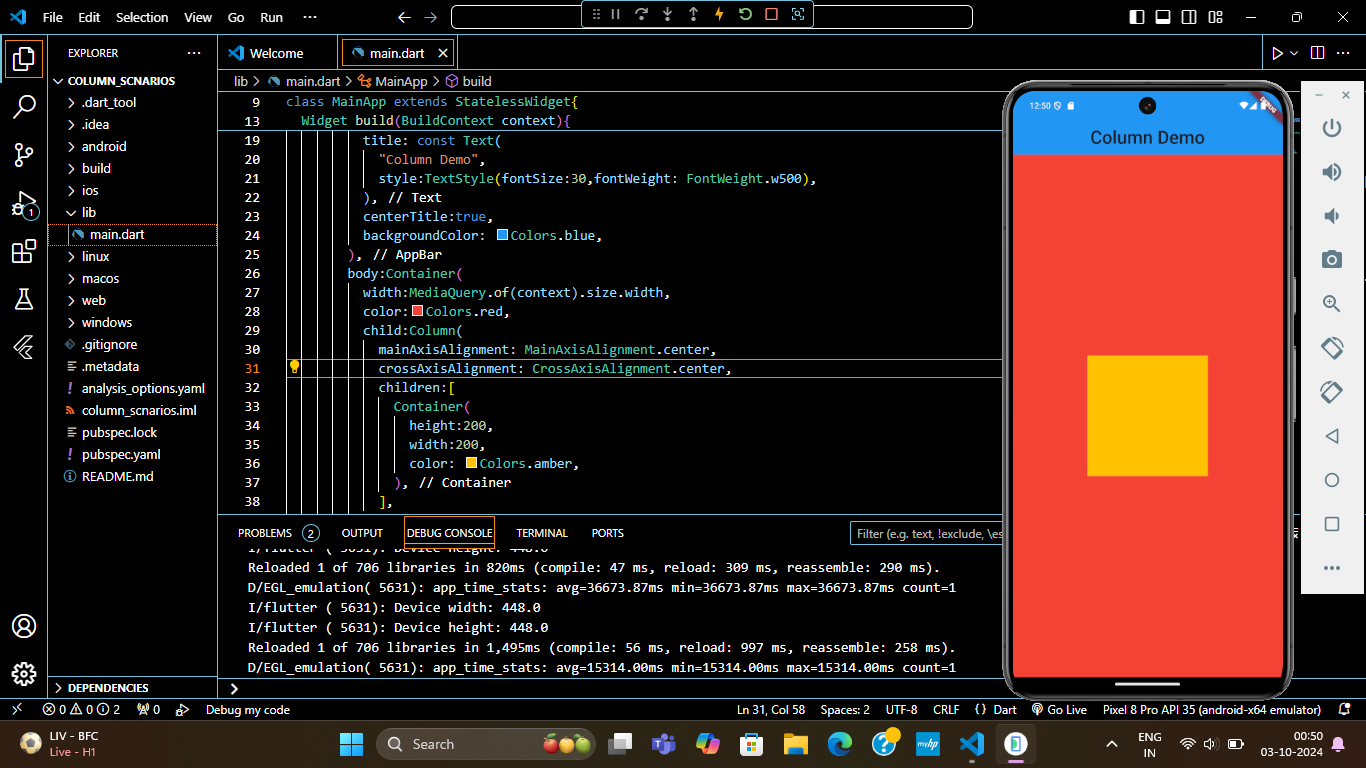 File Edit Selection View Go Run ···
EXPLORER
Welcome
main.dart
COLUMN_SCNARIOS
.dart_tool
.idea
android
build
ios
lib
main.dart
linux
macos
web
windows
.gitignore
.metadata
analysis_options.yaml
column_scnarios.iml
pubspec.lock
pubspec.yaml
README.md
DEPENDENCIES
1
lib > main.dart > MainApp > build
9 class MainApp extends StatelessWidget{
13 Widget build(BuildContext context){
19 title: const Text(
20 "Column Demo",
21 style:TextStyle(fontSize:30,fontWeight: FontWeight.w500),
22 ), // Text
23 centerTitle:true,
24 backgroundColor: Colors.blue,
25 ), // AppBar
26 body:Container(
27 width:MediaQuery.of(context).size.width,
28 color:Colors.red,
29 child:Column(
30 mainAxisAlignment: MainAxisAlignment.center,
31 crossAxisAlignment: CrossAxisAlignment.center,
32 children:[
33 Container(
34 height:200,
35 width:200,
36 color: Colors.amber,
37 ), // Container
38 ],
PROBLEMS 2 OUTPUT DEBUG CONSOLE TERMINAL PORTS
Filter (e.g. text, !exclude, \es
I/flutter ( 5631): Device height: 448.0
Reloaded 1 of 706 libraries in 820ms (compile: 47 ms, reload: 309 ms, reassemble: 290 ms).
D/EGL_emulation( 5631): app_time_stats: avg=36673.87ms min=36673.87ms max=36673.87ms count=1
I/flutter ( 5631): Device width: 448.0
I/flutter ( 5631): Device height: 448.0
Reloaded 1 of 706 libraries in 1,495ms (compile: 56 ms, reload: 997 ms, reassemble: 258 ms).
D/EGL_emulation( 5631): app_time_stats: avg=15314.00ms min=15314.00ms max=15314.00ms count=1
12:50
DEBUG
Column Demo
0 0 2 0 Debug my code
Ln 31, Col 58 Spaces: 2 UTF-8 CRLF {} Dart Go Live Pixel 8 Pro API 35 (android-x64 emulator)
LIV - BFC
Live - H1
Search
myhp
ENG
IN
00:50
03-10-2024